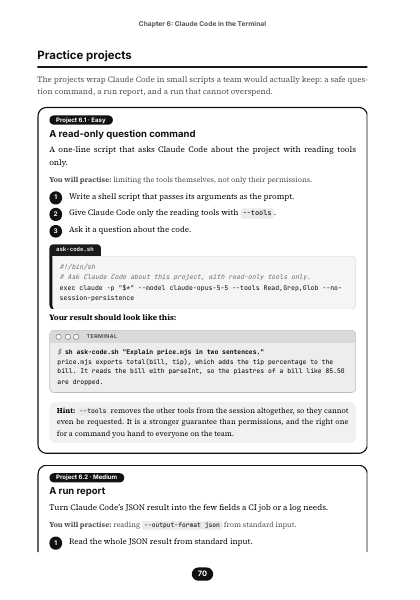 Chapter 6: Claude Code in the Terminal
Practice projects
The projects wrap Claude Code in small scripts a team would actually keep: a safe ques-
tion command, a run report, and a run that cannot overspend.
Project 6.1 · Easy
A read-only question command
A one-line script that asks Claude Code about the project with reading tools
only.
You will practise: limiting the tools themselves, not only their permissions.
1 Write a shell script that passes its arguments as the prompt.
2 Give Claude Code only the reading tools with --tools.
3 Ask it a question about the code.
ask-code.sh
#!/bin/sh
# Ask Claude Code about this project, with read-only tools only.
exec claude -p "$*" --model claude-opus-5-5 --tools Read,Grep,Glob --no-
session-persistence
Your result should look like this:
TERMINAL
$ sh ask-code.sh "Explain price.mjs in two sentences."
price.mjs exports total(bill, tip), which adds the tip percentage to the
bill. It reads the bill with parseInt, so the piastres of a bill like 85.50
are dropped.
Hint: --tools removes the other tools from the session altogether, so they cannot
even be requested. It is a stronger guarantee than permissions, and the right one
for a command you hand to everyone on the team.
Project 6.2 · Medium
A run report
Turn Claude Code's JSON result into the few fields a CI job or a log needs.
You will practise: reading --output-format json from standard input.
1 Read the whole JSON result from standard input.
70